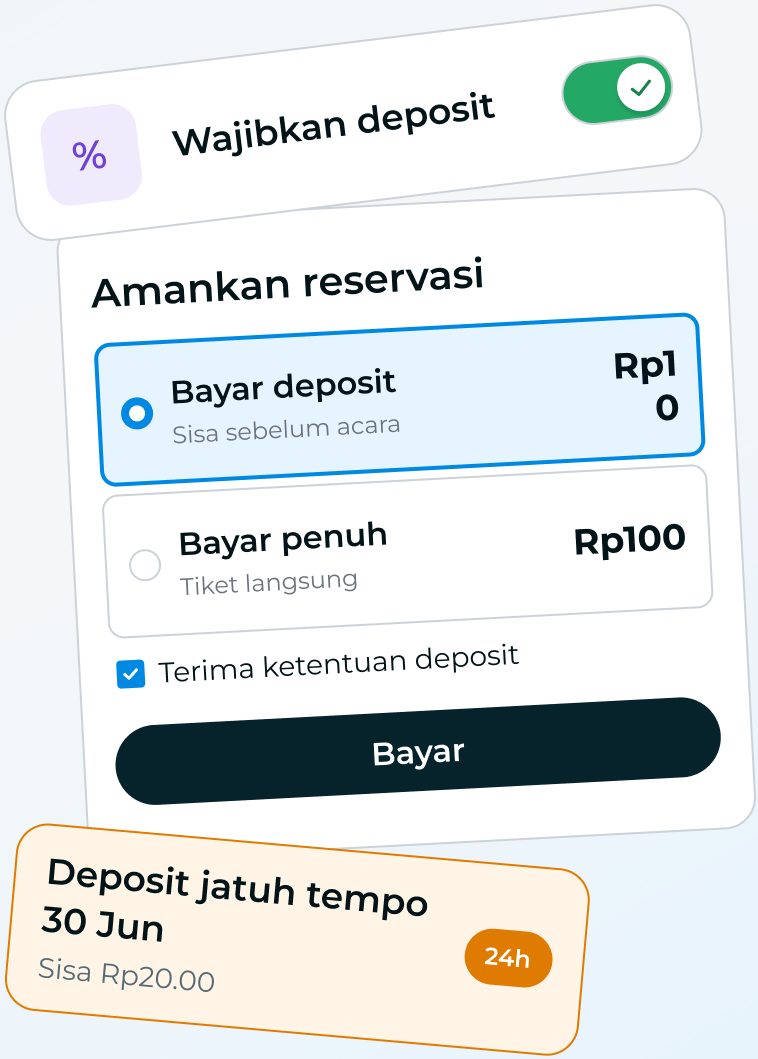 %
Wajibkan deposit
Amankan reservasi
Bayar deposit
Sisa sebelum acara
Rp1
0
Bayar penuh
Tiket langsung
Rp100
Terima ketentuan deposit
Bayar
Deposit jatuh tempo
30 Jun
Sisa Rp20.00
24h